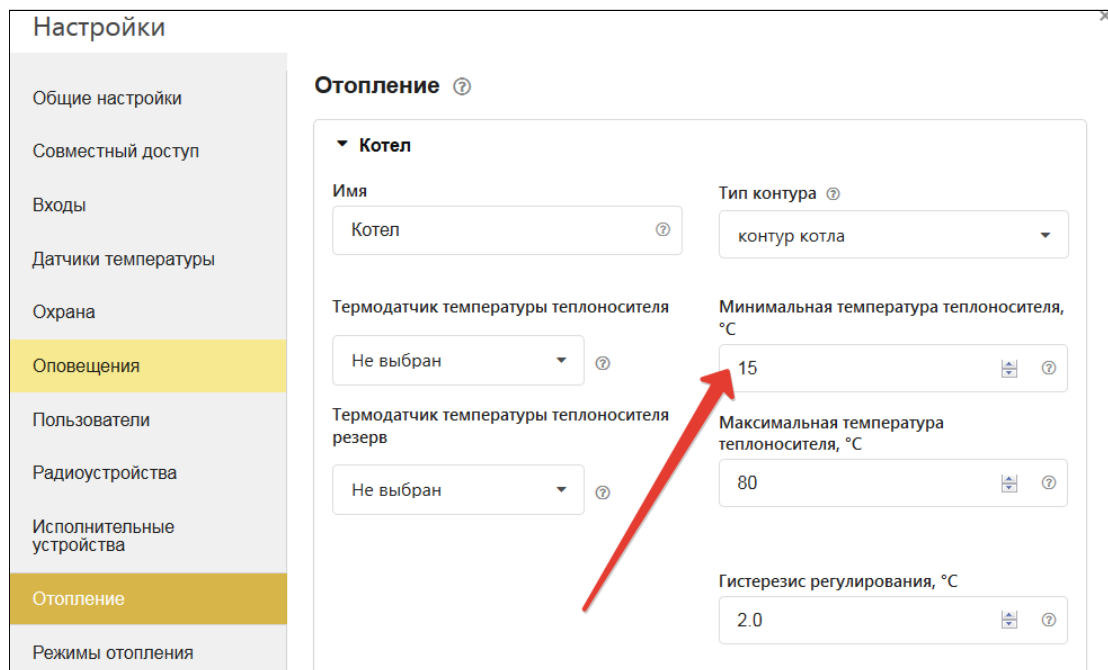 Настройки
Общие настройки
Совместный доступ
Входы
Датчики температуры
Охрана
Оповещения
Пользователи
Радиоустройства
Исполнительные
устройства
Отопление
Режимы отопления
Отопление
Котел
Имя
Котел
Тип контура
контур котла
Термодатчик температуры теплоносителя
Не выбран
Минимальная температура теплоносителя,
°C
15
Термодатчик температуры теплоносителя
резерв
Не выбран
Максимальная температура
теплоносителя, °C
80
Гистерезис регулирования, °C
2.0